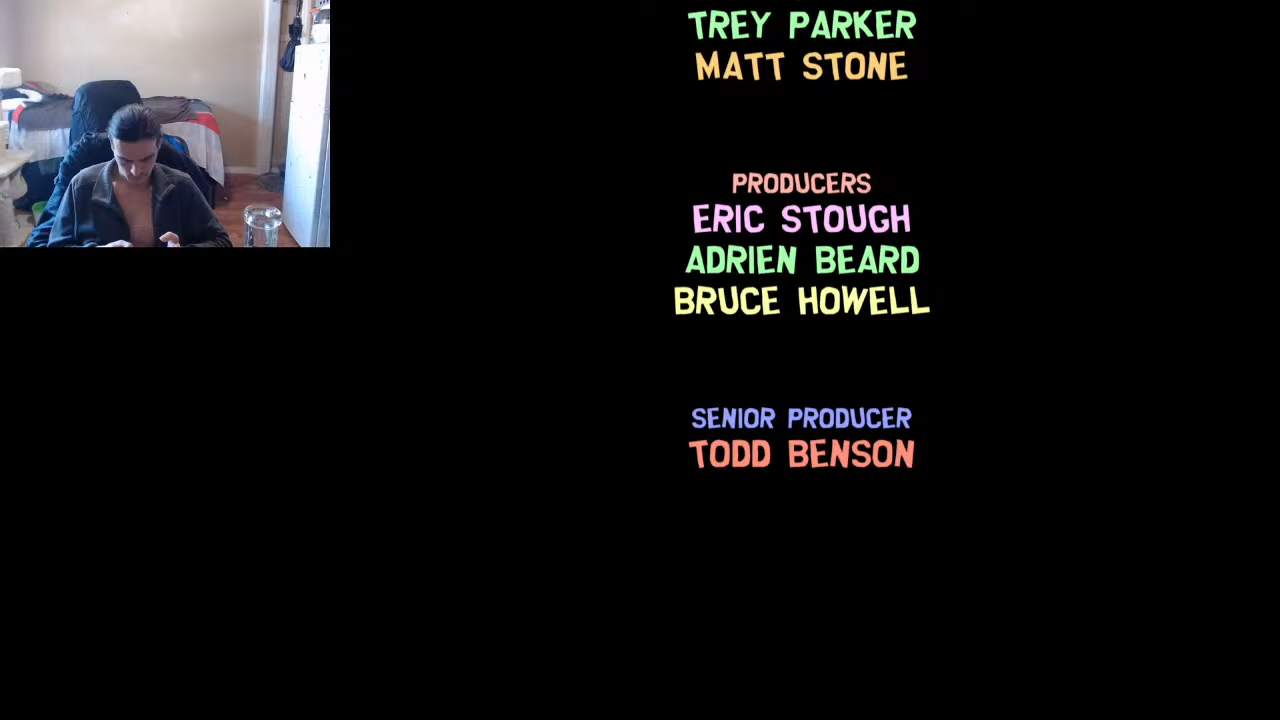 TREY PARKER
MATT STONE
PRODUCERS
ERIC STOUGH
ADRIEN BEARD
BRUCE HOWELL
SENIOR PRODUCER
TODD BENSON